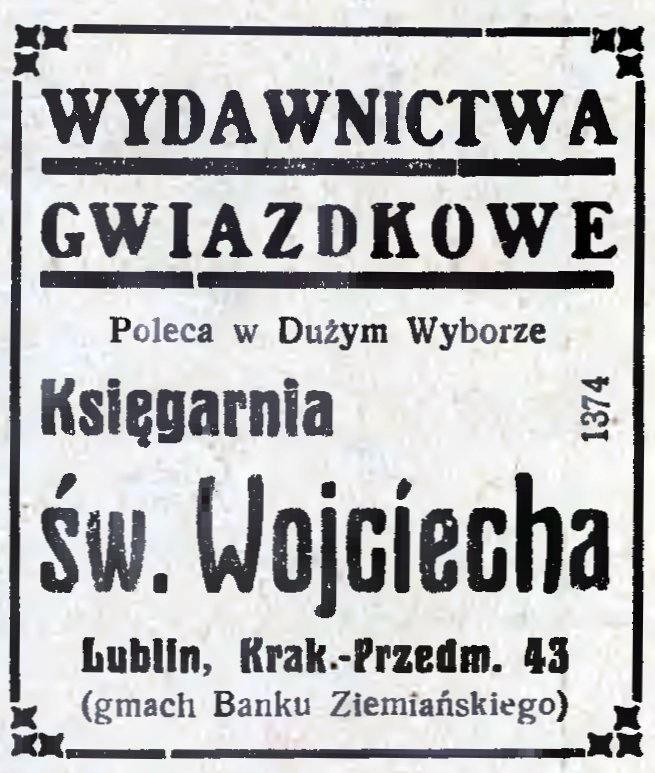 WYDAWNICTWA
GWIAZDKOWE
Poleca w Dużym Wyborze
Księgarnia
1374
św. Wojciecha
Lublin, Krak.-Przedm. 43
(gmach Banku Ziemiańskiego)